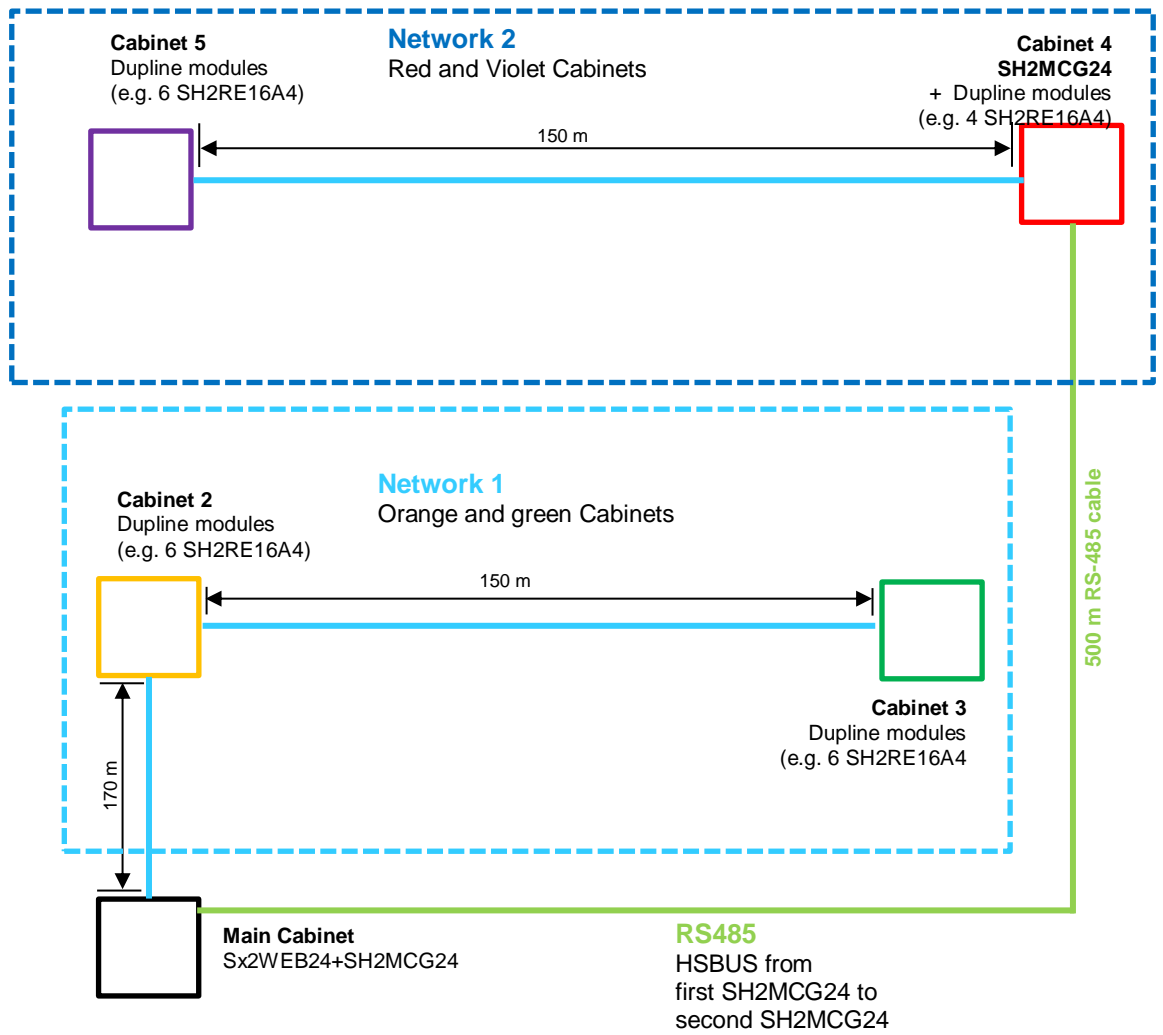 Cabinet 5
Dupline modules
(e.g. 6 SH2RE16A4)
Network 2
Red and Violet Cabinets
Cabinet 4
SH2MCG24
+ Dupline modules
(e.g. 4 SH2RE16A4)
150 m
Network 1
Orange and green Cabinets
Cabinet 2
Dupline modules
(e.g. 6 SH2RE16A4)
150 m
500 m RS-485 cable
Cabinet 3
Dupline modules
(e.g. 6 SH2RE16A4
170 m
Main Cabinet
Sx2WEB24+SH2MCG24
RS485
HSBUS from
first SH2MCG24 to
second SH2MCG24